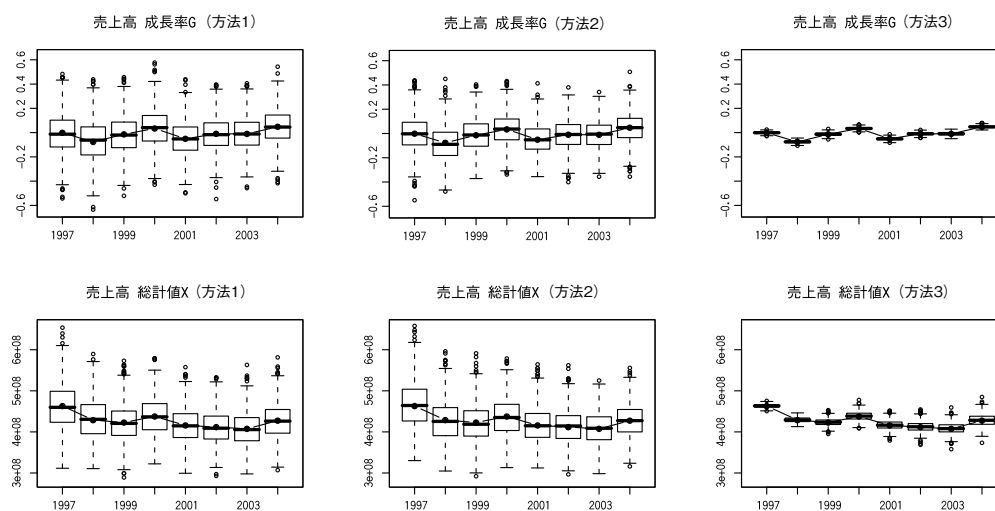 売上高 成長率G（方法1）
0.6
0.4
0.2
-0.2
-0.6
1997 1999 2001 2003
売上高 成長率G（方法2）
0.6
0.4
0.2
-0.2
-0.6
1997 1999 2001 2003
売上高 成長率G（方法3）
0.6
0.4
0.2
-0.2
-0.6
1997 1999 2001 2003
売上高 総計値X（方法1）
6e+08
5e+08
4e+08
3e+08
1997 1999 2001 2003
売上高 総計値X（方法2）
6e+08
5e+08
4e+08
3e+08
1997 1999 2001 2003
売上高 総計値X（方法3）
6e+08
5e+08
4e+08
3e+08
1997 1999 2001 2003